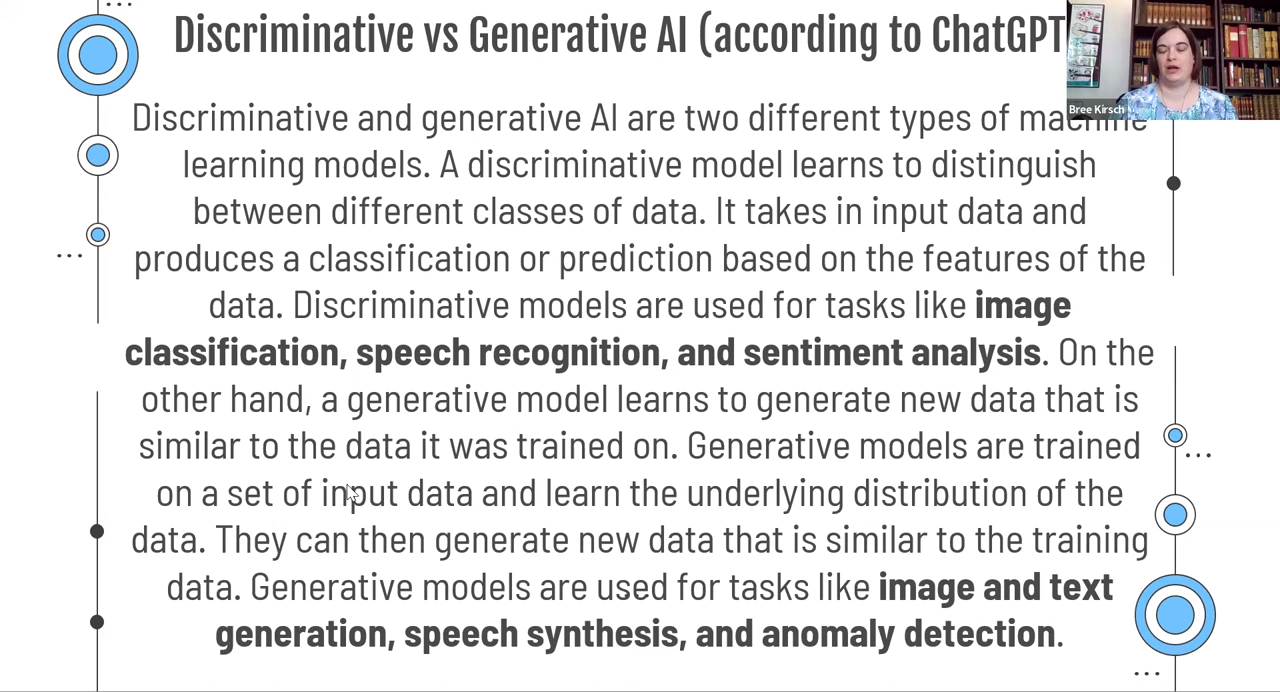 Discriminative vs Generative AI (according to ChatGPT
Bree Kirsch
Discriminative and generative AI are two different types of machine
learning models. A discriminative model learns to distinguish
between different classes of data. It takes in input data and
produces a classification or prediction based on the features of the
data. Discriminative models are used for tasks like image
classification, speech recognition, and sentiment analysis. On the
other hand, a generative model learns to generate new data that is
similar to the data it was trained on. Generative models are trained
on a set of input data and learn the underlying distribution of the
data. They can then generate new data that is similar to the training
data. Generative models are used for tasks like image and text
generation, speech synthesis, and anomaly detection.